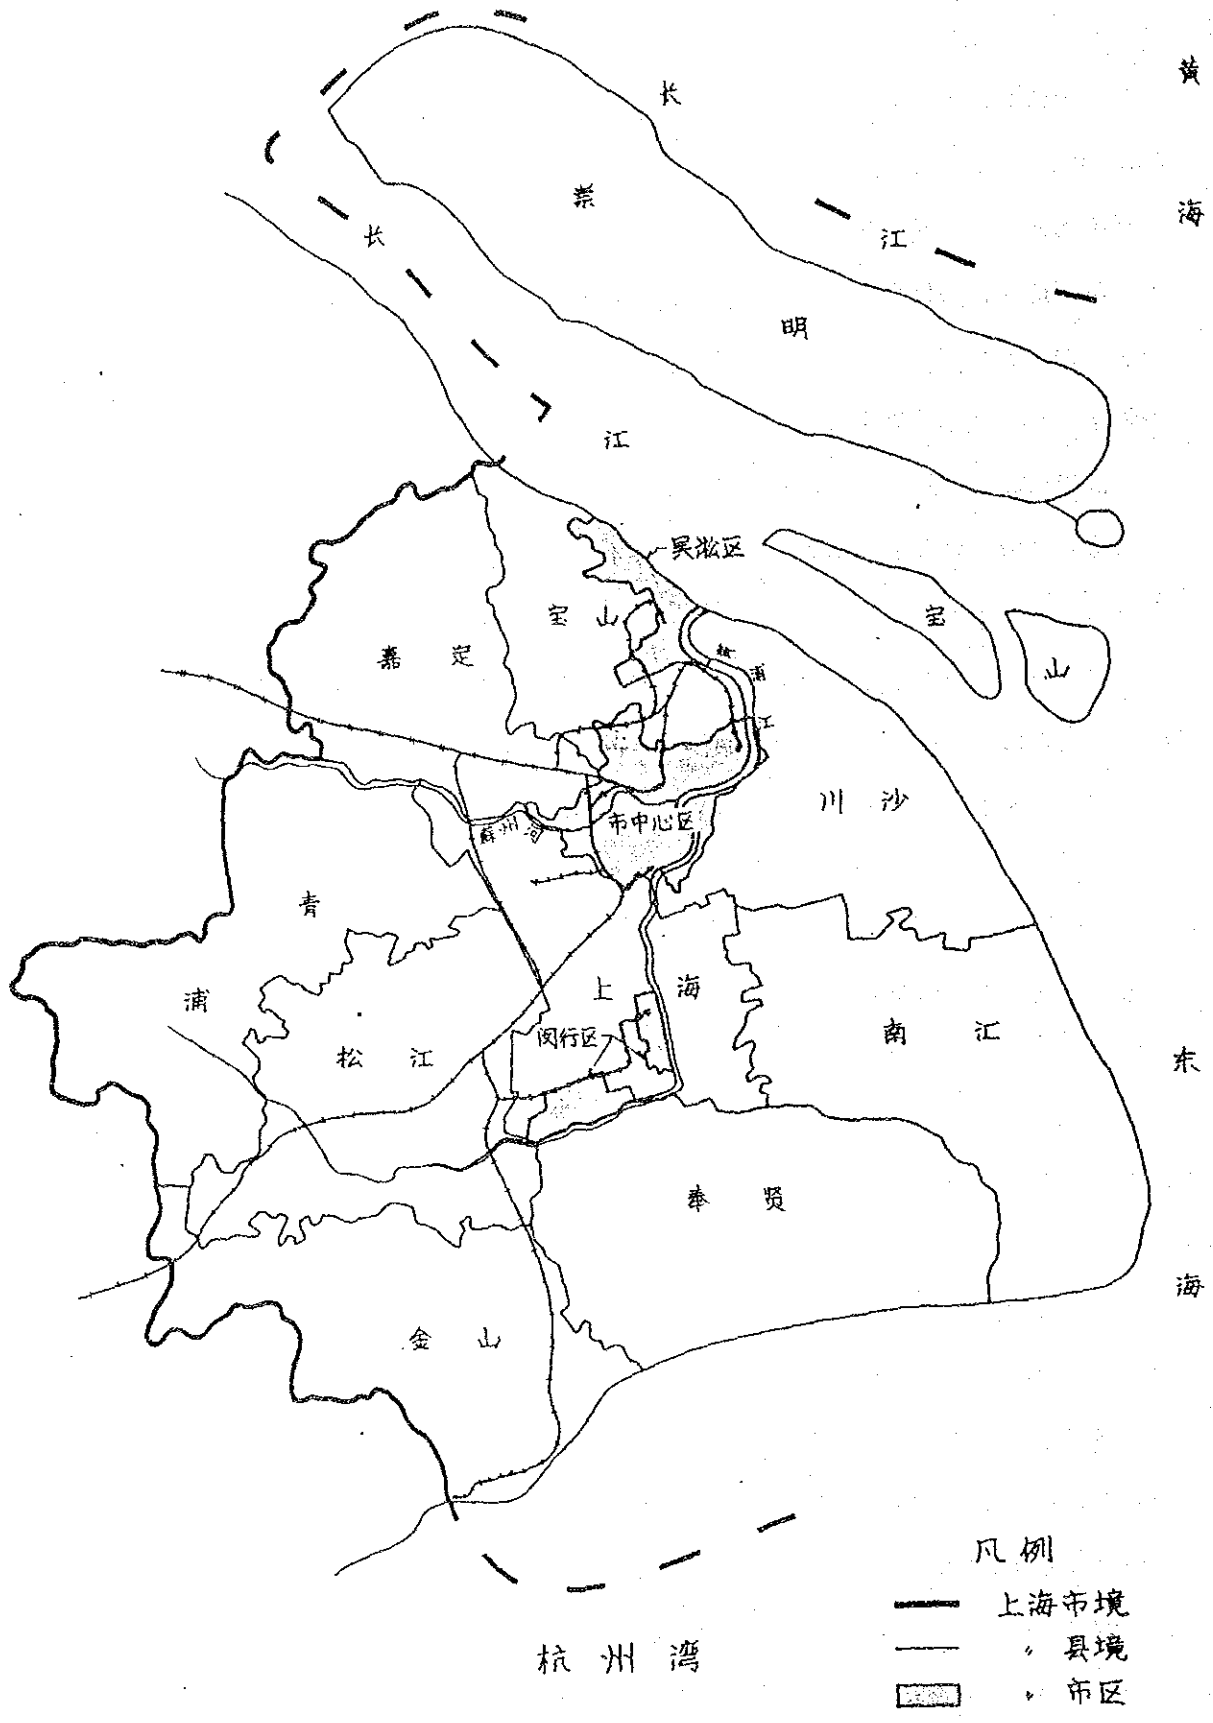 黄海
长江
崇明
长江
吴淞区
宝山
宝山
嘉定
黄浦江
川沙
苏州河
市中心区
青浦
上海
松江
闵行区
南汇
东海
奉贤
金山
杭州湾
凡例
上海市境
〃 县境
〃 市区